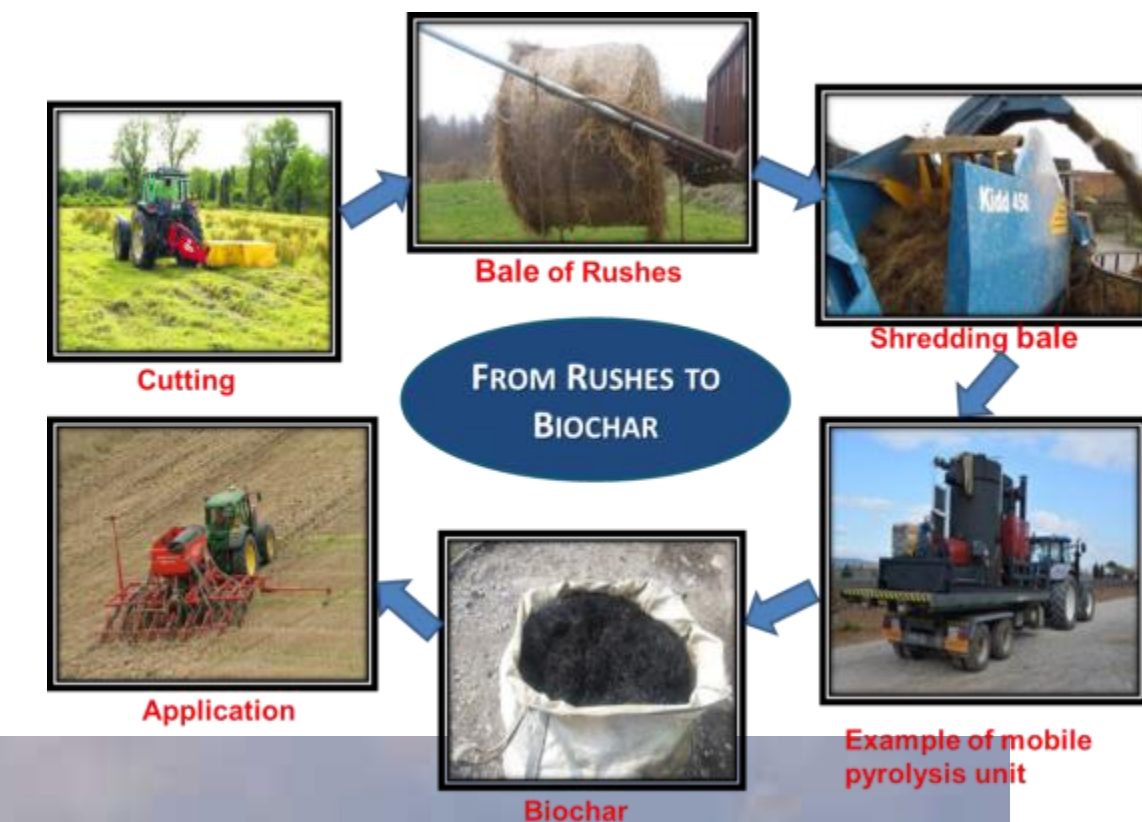 Bale of Rushes
Kidd 450
Shredding bale
Cutting
FROM RUSHES TO
BIOCHAR
Application
Example of mobile
pyrolysis unit
Biochar